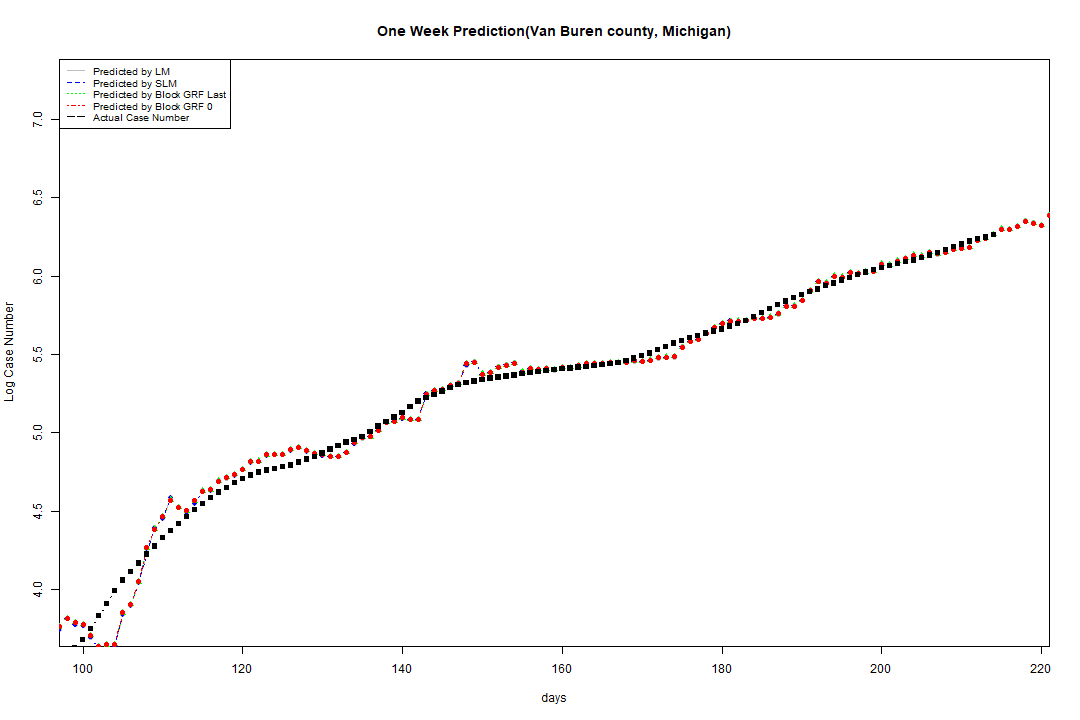 One Week Prediction(Van Buren county, Michigan)
Predicted by LM
Predicted by SLM
Predicted by Block GRF Last
Predicted by Block GRF 0
Actual Case Number
7.0
6.5
6.0
5.5
5.0
4.5
4.0
Log Case Number
100 120 140 160 180 200 220
days